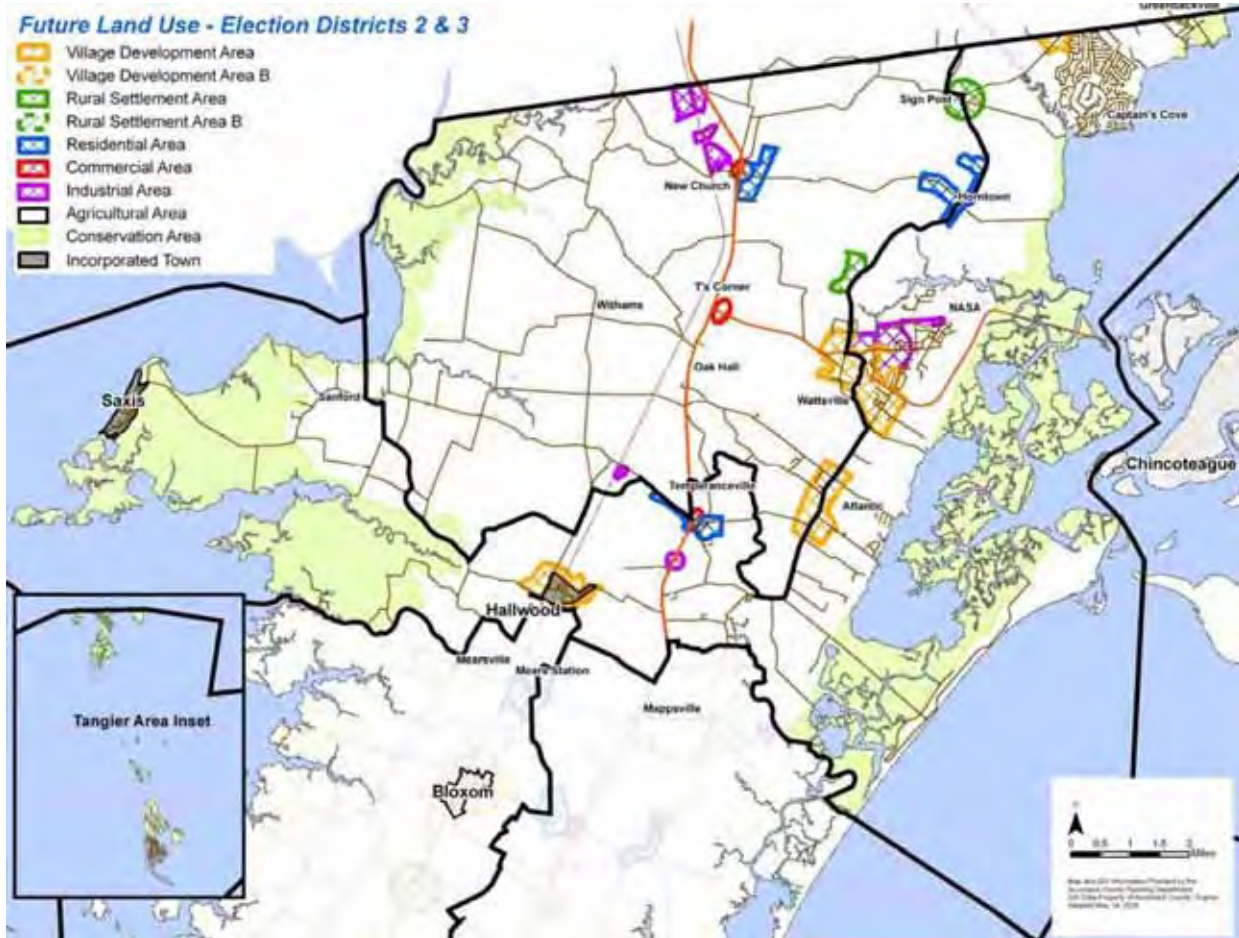 Future Land Use - Election Districts 2 & 3
Village Development Area
Village Development Area B
Rural Settlement Area
Rural Settlement Area B
Residential Area
Commercial Area
Industrial Area
Agricultural Area
Conservation Area
Incorporated Town
Greenbackville
Sign Post
Captain's Cove
New Church
Horntown
T's Corner
NASA
Withams
Oak Hall
Saxis
Sanford
Wattsville
Chincoteague
Temperanceville
Atlantic
Hallwood
Mearsville
Mears Station
Mappsville
Tangier Area Inset
Bloxom
0 0.5 1 1.5 2
Miles